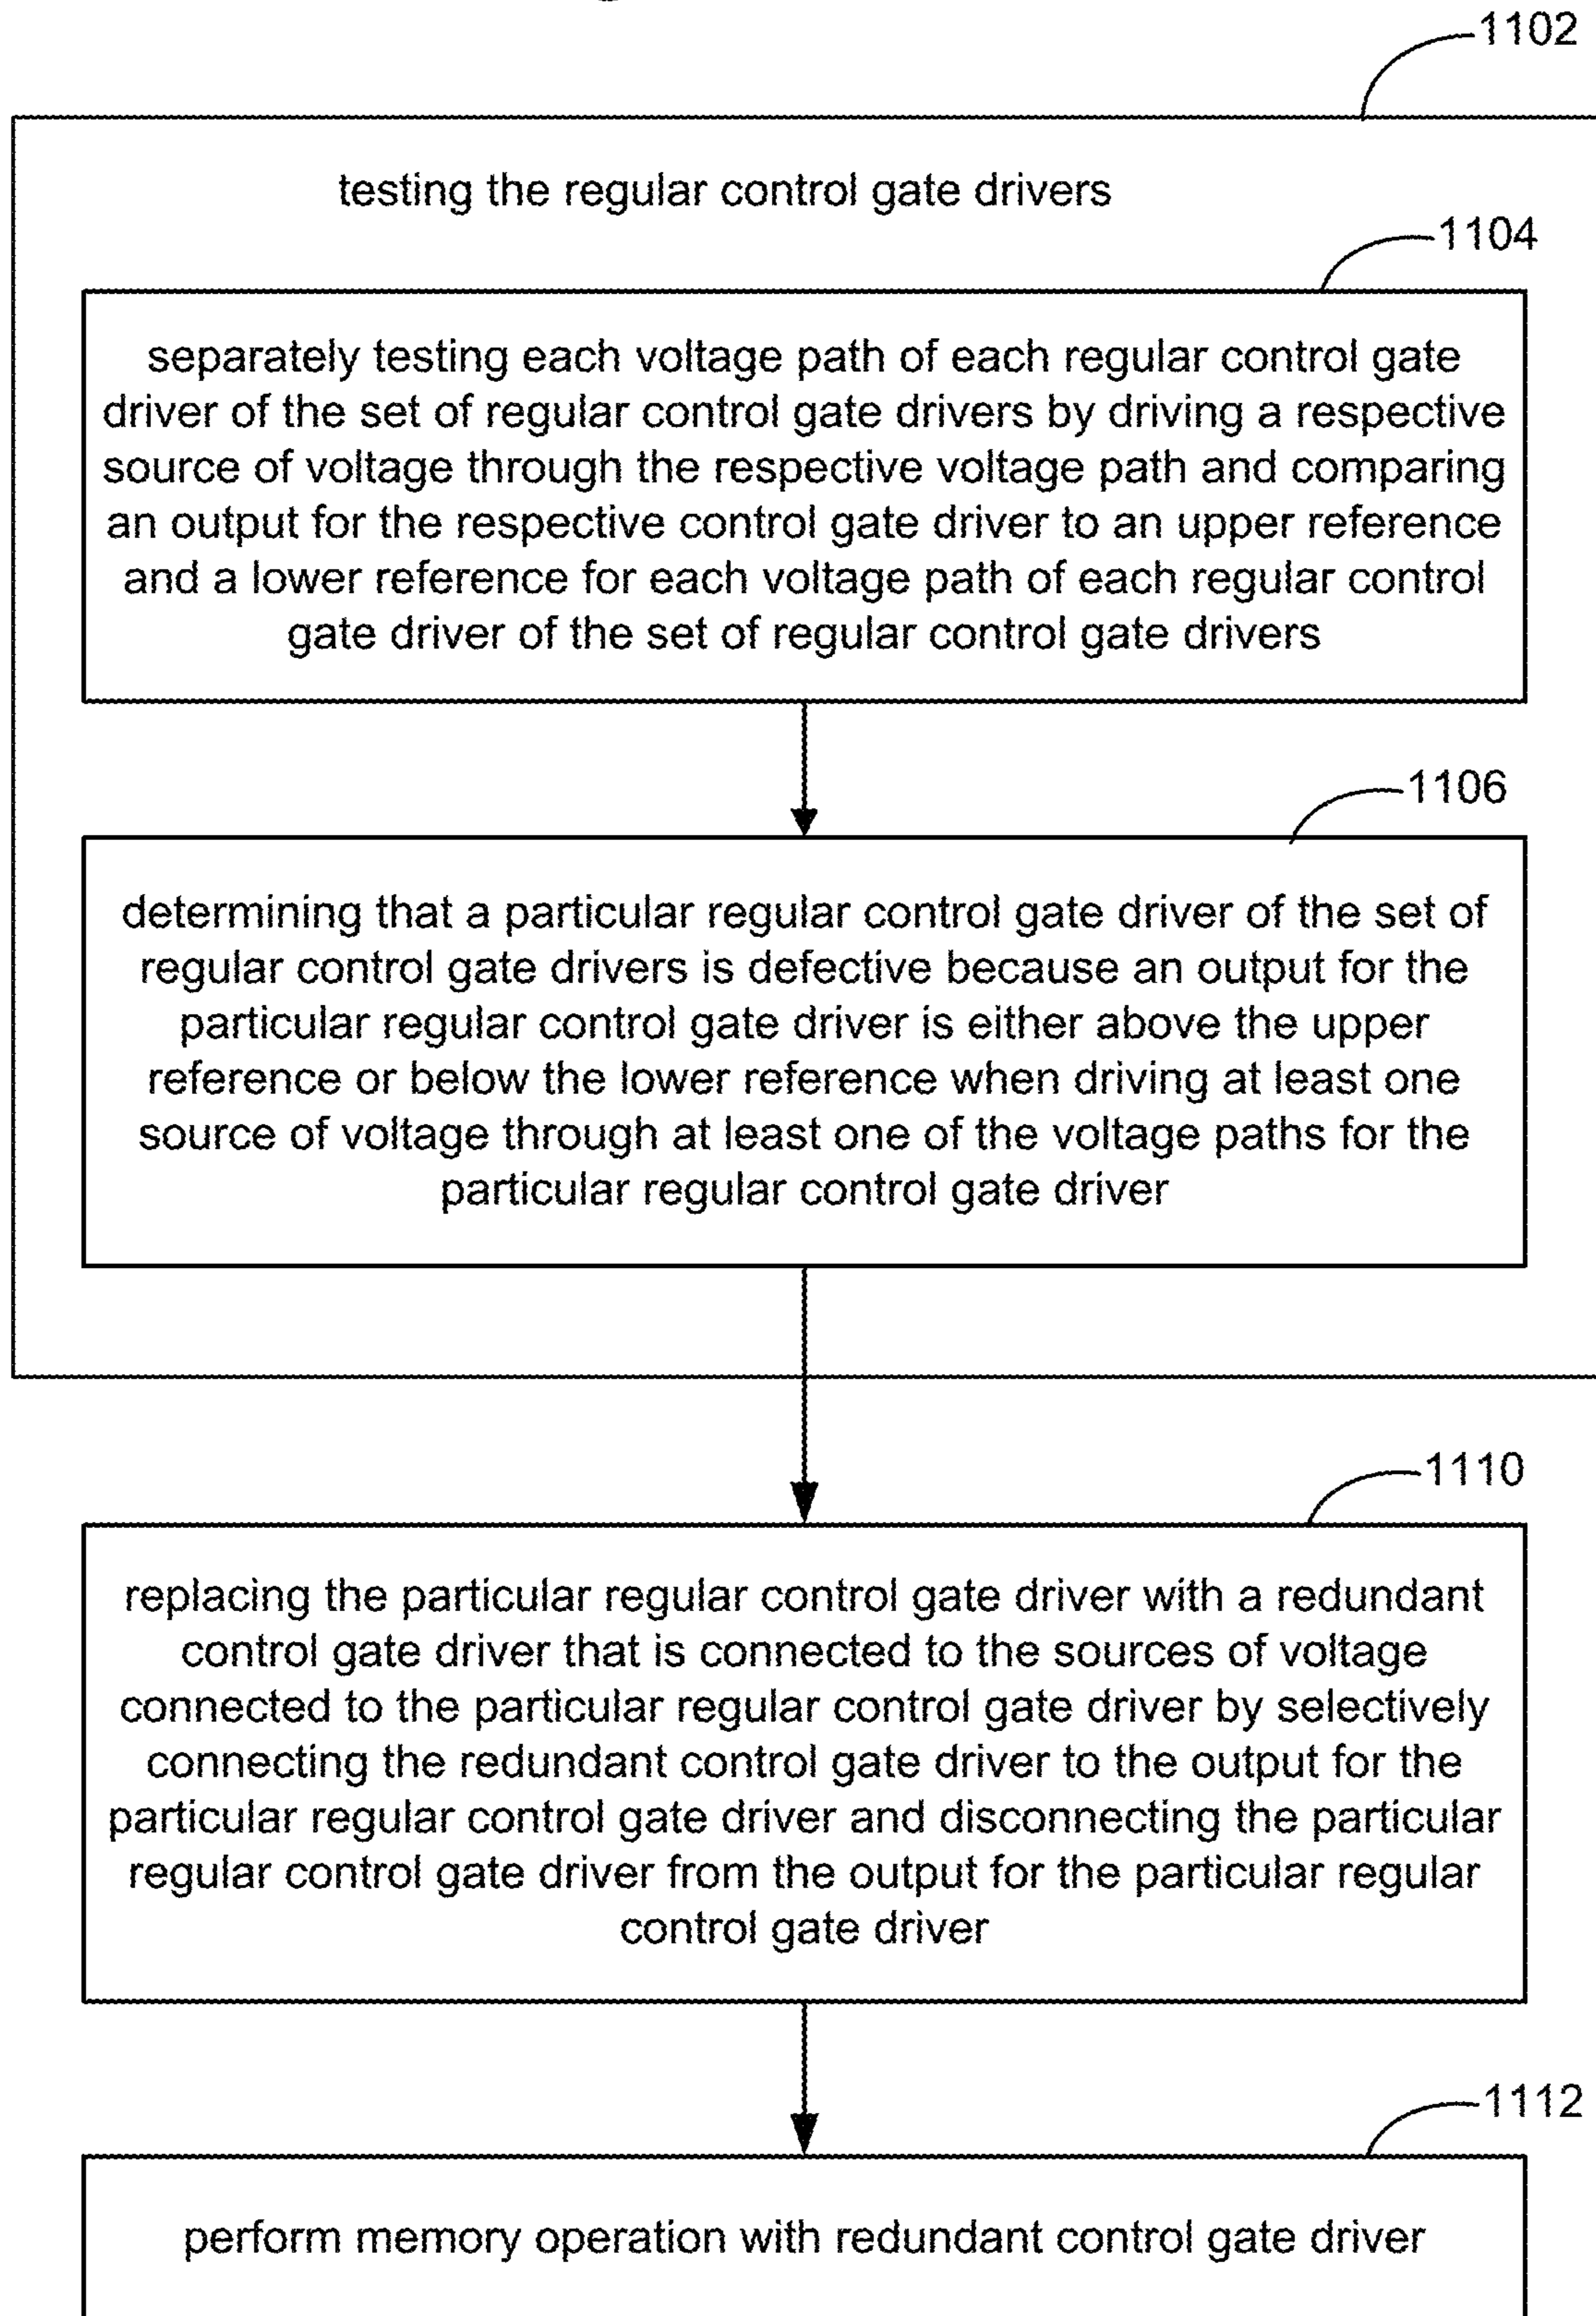 1102
testing the regular control gate drivers
1104
separately testing each voltage path of each regular control gate
driver of the set of regular control gate drivers by driving a respective
source of voltage through the respective voltage path and comparing
an output for the respective control gate driver to an upper reference
and a lower reference for each voltage path of each regular control
gate driver of the set of regular control gate drivers
1106
determining that a particular regular control gate driver of the set of
regular control gate drivers is defective because an output for the
particular regular control gate driver is either above the upper
reference or below the lower reference when driving at least one
source of voltage through at least one of the voltage paths for the
particular regular control gate driver
1110
replacing the particular regular control gate driver with a redundant
control gate driver that is connected to the sources of voltage
connected to the particular regular control gate driver by selectively
connecting the redundant control gate driver to the output for the
particular regular control gate driver and disconnecting the particular
regular control gate driver from the output for the particular regular
control gate driver
1112
perform memory operation with redundant control gate driver